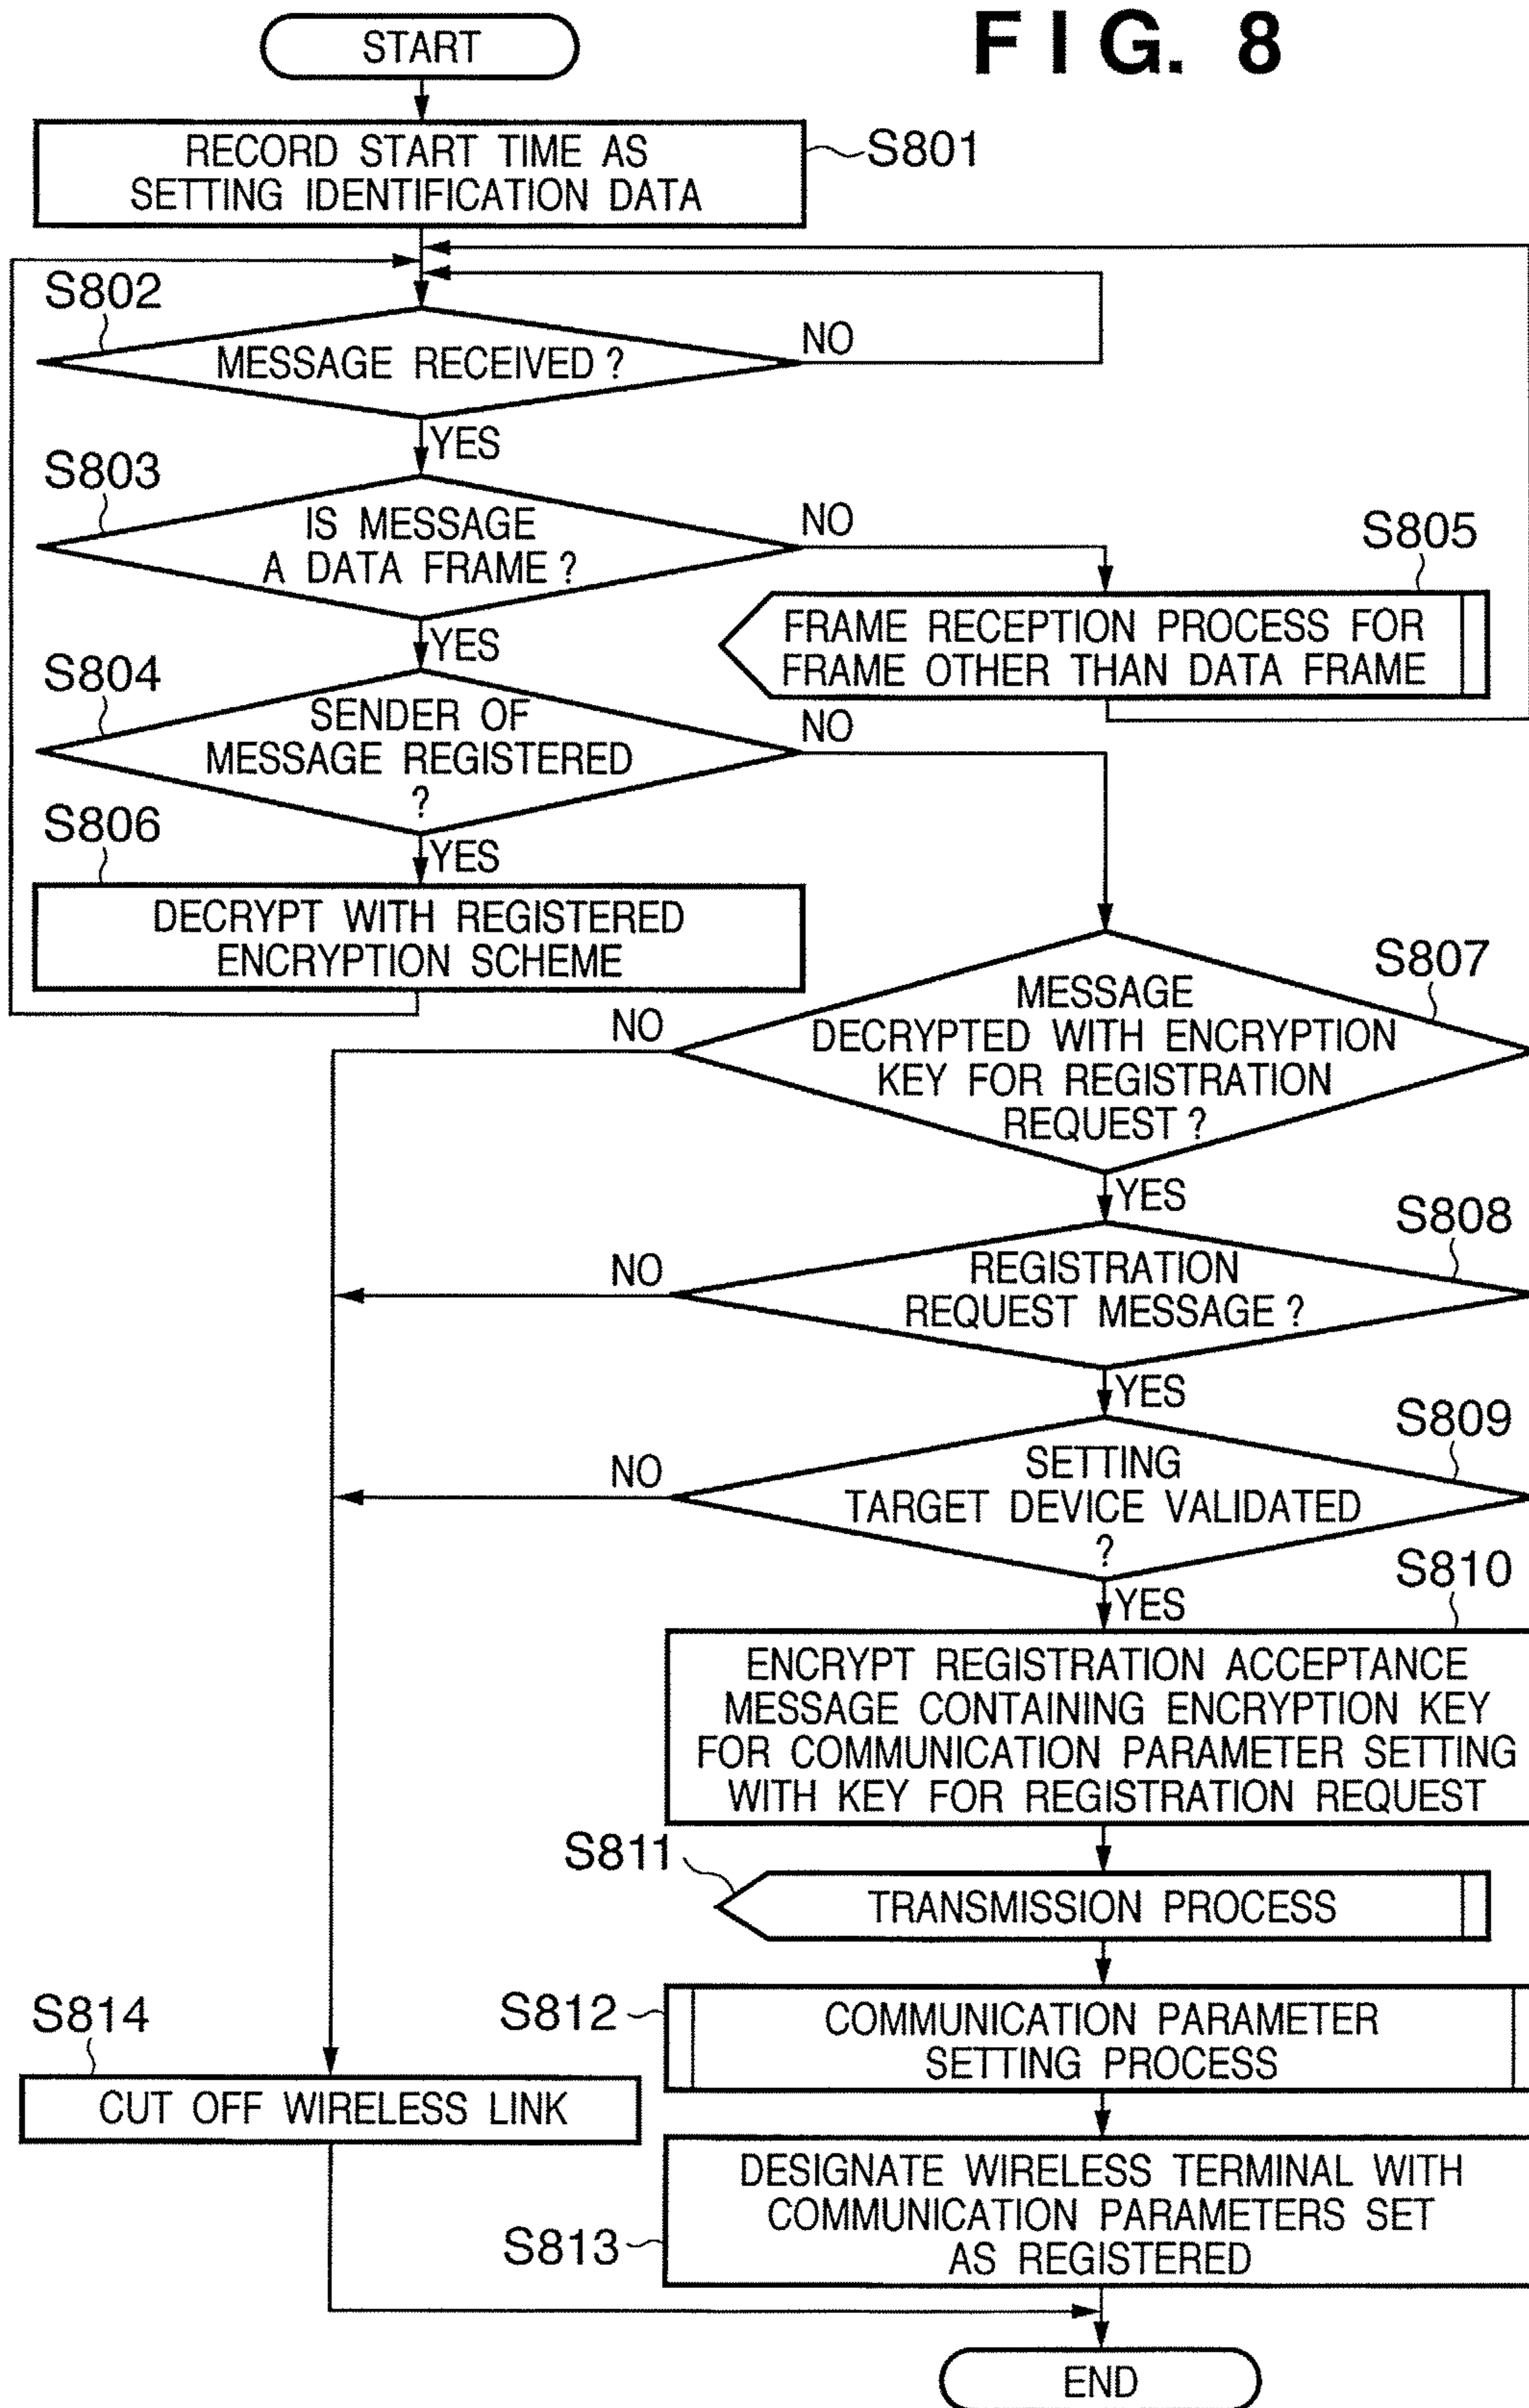 FIG. 8
START
RECORD START TIME AS
SETTING IDENTIFICATION DATA
S801
S802
MESSAGE RECEIVED?
NO
YES
S803
IS MESSAGE
A DATA FRAME?
NO
YES
S805
FRAME RECEPTION PROCESS FOR
FRAME OTHER THAN DATA FRAME
S804
SENDER OF
MESSAGE REGISTERED
?
NO
YES
S806
DECRYPT WITH REGISTERED
ENCRYPTION SCHEME
S807
MESSAGE
DECRYPTED WITH ENCRYPTION
KEY FOR REGISTRATION
REQUEST?
NO
YES
S808
REGISTRATION
REQUEST MESSAGE?
NO
YES
S809
SETTING
TARGET DEVICE VALIDATED
?
NO
YES
S810
ENCRYPT REGISTRATION ACCEPTANCE
MESSAGE CONTAINING ENCRYPTION KEY
FOR COMMUNICATION PARAMETER SETTING
WITH KEY FOR REGISTRATION REQUEST
S811
TRANSMISSION PROCESS
S812
COMMUNICATION PARAMETER
SETTING PROCESS
S814
CUT OFF WIRELESS LINK
S813
DESIGNATE WIRELESS TERMINAL WITH
COMMUNICATION PARAMETERS SET
AS REGISTERED
END